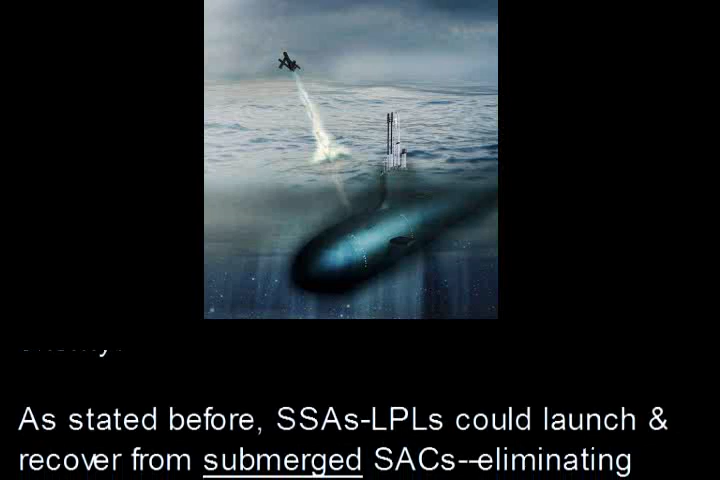 As stated before, SSAs-LPLs could launch &
recover from submerged SACs--eliminating